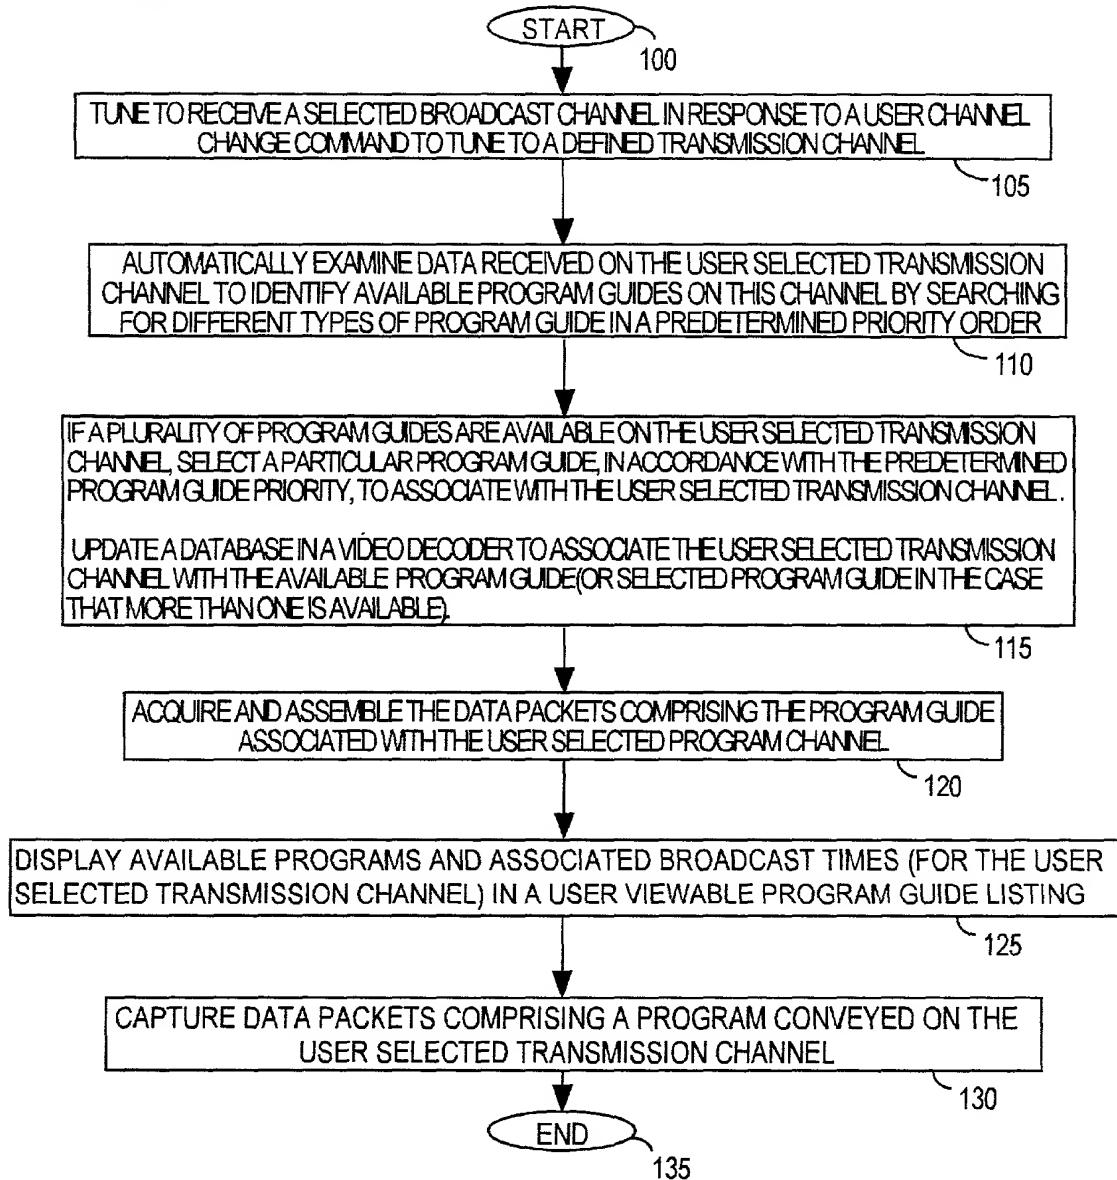 START
100
TUNE TO RECEIVE A SELECTED BROADCAST CHANNEL IN RESPONSE TO A USER CHANNEL
CHANGE COMMAND TO TUNE TO A DEFINED TRANSMISSION CHANNEL
105
AUTOMATICALLY EXAMINE DATA RECEIVED ON THE USER SELECTED TRANSMISSION
CHANNEL TO IDENTIFY AVAILABLE PROGRAM GUIDES ON THIS CHANNEL BY SEARCHING
FOR DIFFERENT TYPES OF PROGRAM GUIDE IN A PREDETERMINED PRIORITY ORDER
110
IF A PLURALITY OF PROGRAM GUIDES ARE AVAILABLE ON THE USER SELECTED TRANSMISSION
CHANNEL, SELECT A PARTICULAR PROGRAM GUIDE, IN ACCORDANCE WITH THE PREDETERMINED
PROGRAM GUIDE PRIORITY, TO ASSOCIATE WITH THE USER SELECTED TRANSMISSION CHANNEL.
UPDATE A DATABASE IN A VIDEO DECODER TO ASSOCIATE THE USER SELECTED TRANSMISSION
CHANNEL WITH THE AVAILABLE PROGRAM GUIDE (OR SELECTED PROGRAM GUIDE IN THE CASE
THAT MORE THAN ONE IS AVAILABLE).
115
ACQUIRE AND ASSEMBLE THE DATA PACKETS COMPRISING THE PROGRAM GUIDE
ASSOCIATED WITH THE USER SELECTED PROGRAM CHANNEL
120
DISPLAY AVAILABLE PROGRAMS AND ASSOCIATED BROADCAST TIMES (FOR THE USER
SELECTED TRANSMISSION CHANNEL) IN A USER VIEWABLE PROGRAM GUIDE LISTING
125
CAPTURE DATA PACKETS COMPRISING A PROGRAM CONVEYED ON THE
USER SELECTED TRANSMISSION CHANNEL
130
END
135